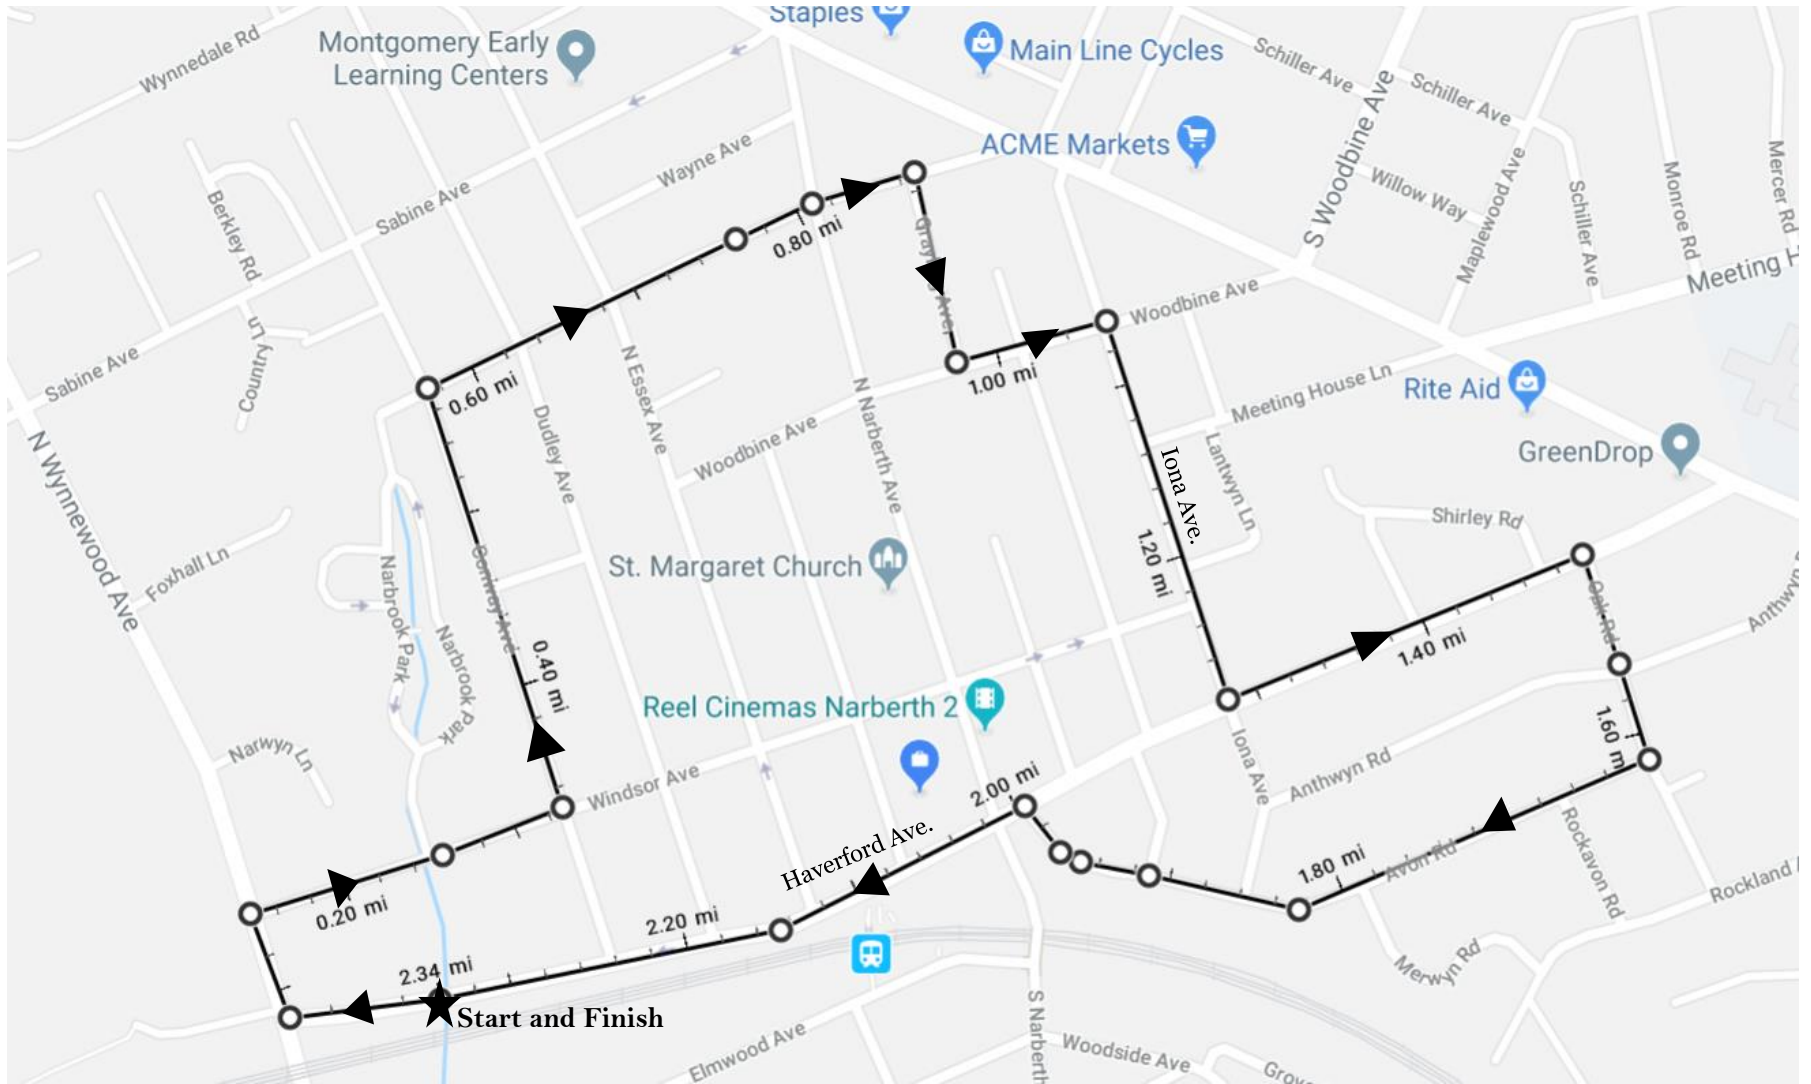 Staples
Main Line Cycles
Montgomery Early
Learning Centers
Wynnedale Rd
Schiller Ave
Schiller Ave
S Woodbine Ave
ACME Markets
Wayne Ave
Willow Way
Maplewood Ave
Schiller Ave
Monroe Rd
Mercer Rd
Meeting H
Berkley Rd
Sabine Ave
0.80 mi
Woodbine Ave
Sabine Ave
Country Ln
0.60 mi
N Essex Ave
Dudley Ave
1.00 mi
N Narberth Ave
Woodbine Ave
Meeting House Ln
Rite Aid
GreenDrop
Lantwyn Ln
Iona Ave.
Shirley Rd
N Wynnewood Ave
Foxhall Ln
Narbrook Park
Narbrook Park
Conway Ave
0.40 mi
St. Margaret Church
1.20 mi
Oak Rd
1.40 mi
Reel Cinemas Narberth 2
Narwyn Ln
Windsor Ave
Iona Ave
Anthwyn Rd
1.60 m
2.00 mi
Haverford Ave.
1.80 mi
Avon Rd
Rockavon Rd
0.20 mi
2.20 mi
2.34 mi
Start and Finish
Merwyn Rd
Elmwood Ave
S Narberth
Woodside Ave